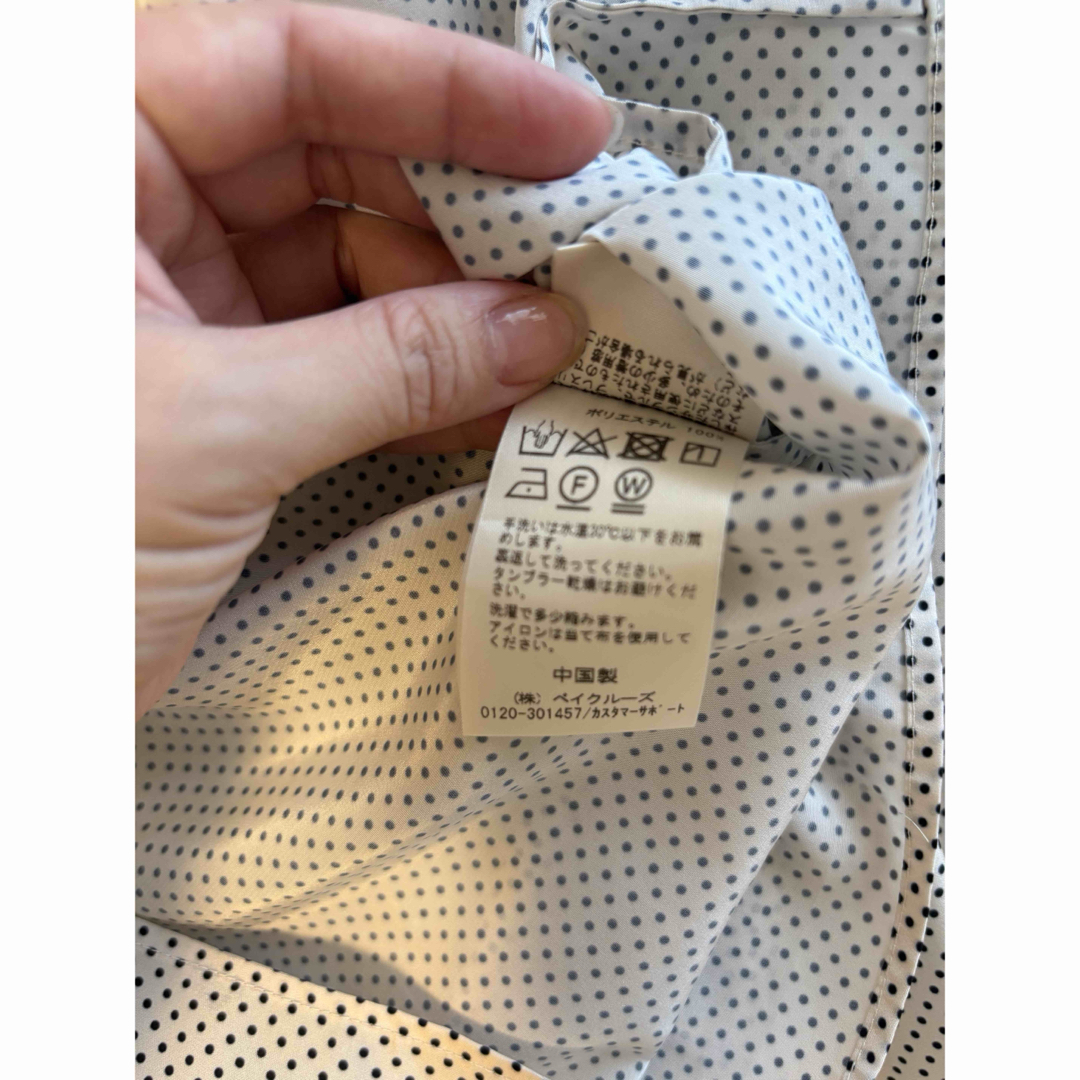 ポリエステル 100%
F W
手洗いは水温30℃以下をお奨
めします。
裏返して洗ってください。
タンブラー乾燥はお避けくだ
さい。
洗濯で多少縮みます。
アイロンは当て布を使用して
ください。
中国製
(株) ベイクルーズ
0120-301457/カスタマーサポート